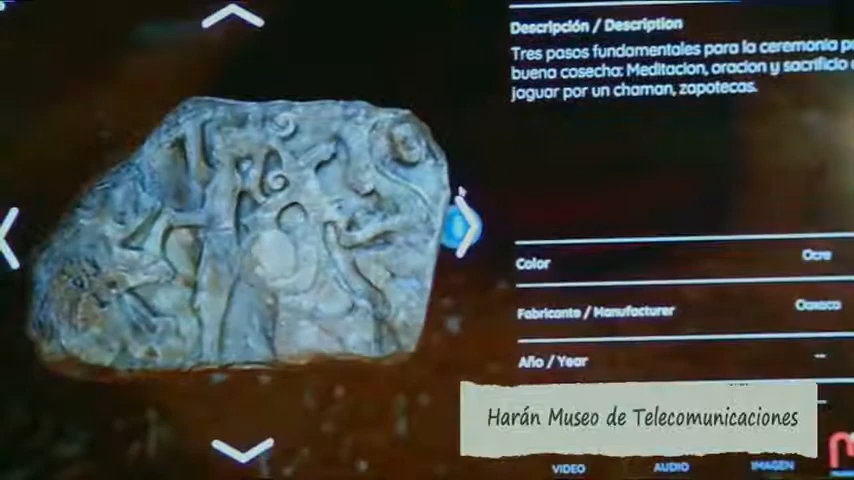 Descripción / Description
Tres pasos fundamentales para la ceremonia
buena cosecha: Meditacion, oracion y sacrificio
jaguar por un chaman, zapotecas.
Color Ocre
Fabricante / Manufacturer Oaxaca
Año / Year --
Harán Museo de Telecomunicaciones
VIDEO AUDIO IMAGEN